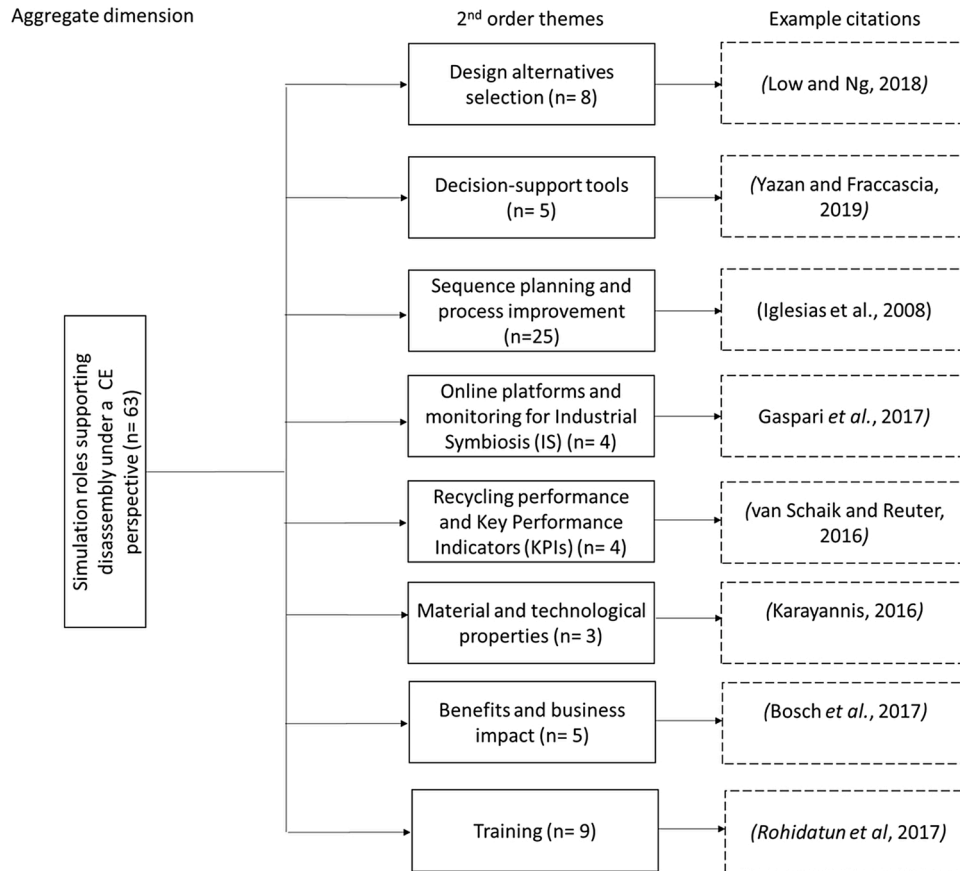 Aggregate dimension
2nd order themes
Example citations
Design alternatives
selection (n= 8)
(Low and Ng, 2018)
Decision-support tools
(n= 5)
(Yazan and Fraccascia,
2019)
Sequence planning and
process improvement
(n=25)
(Iglesias et al., 2008)
Simulation roles supporting
disassembly under a  CE
perspective (n= 63)
Online platforms and
monitoring for Industrial
Symbiosis (IS) (n= 4)
Gaspari et al., 2017)
Recycling performance
and Key Performance
Indicators (KPIs) (n= 4)
(van Schaik and Reuter,
2016)
Material and technological
properties (n= 3)
(Karayannis, 2016)
Benefits and business
impact (n= 5)
(Bosch et al., 2017)
Training (n= 9)
(Rohidatun et al, 2017)